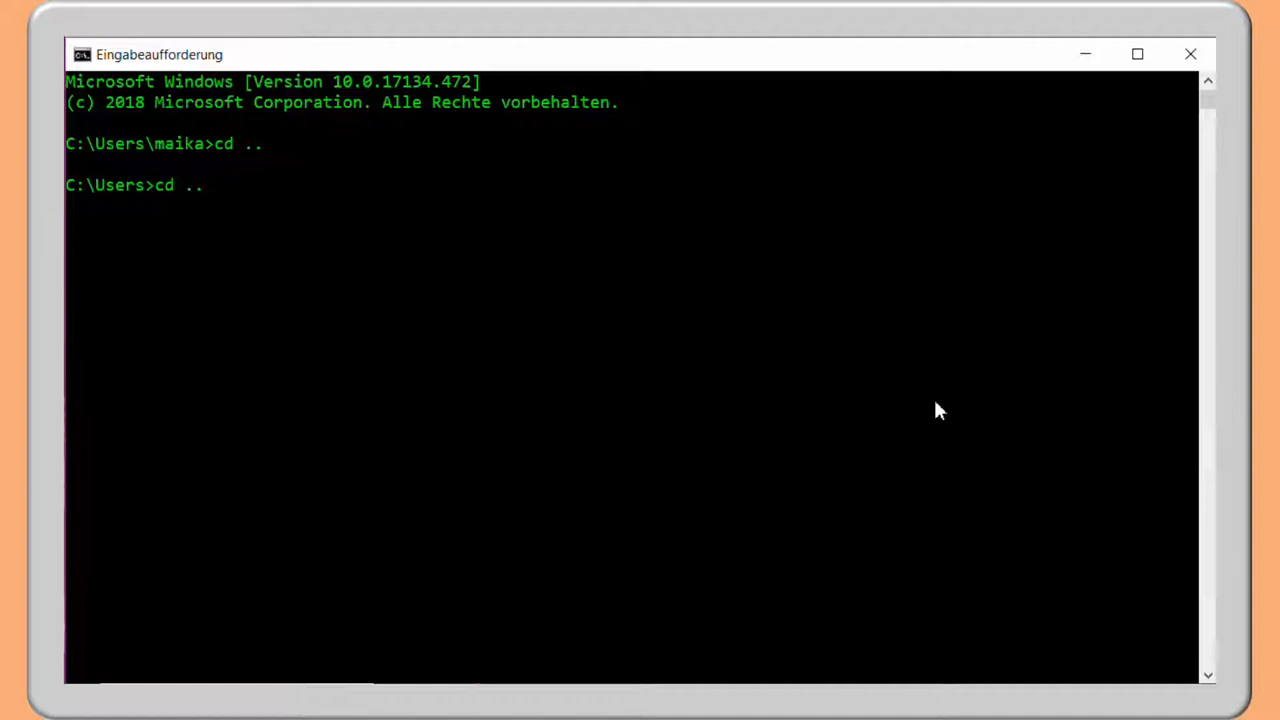 Eingabeaufforderung
Microsoft Windows [Version 10.0.17134.472]
(c) 2018 Microsoft Corporation. Alle Rechte vorbehalten.
C:\Users\maika>cd ..
C:\Users>cd ..